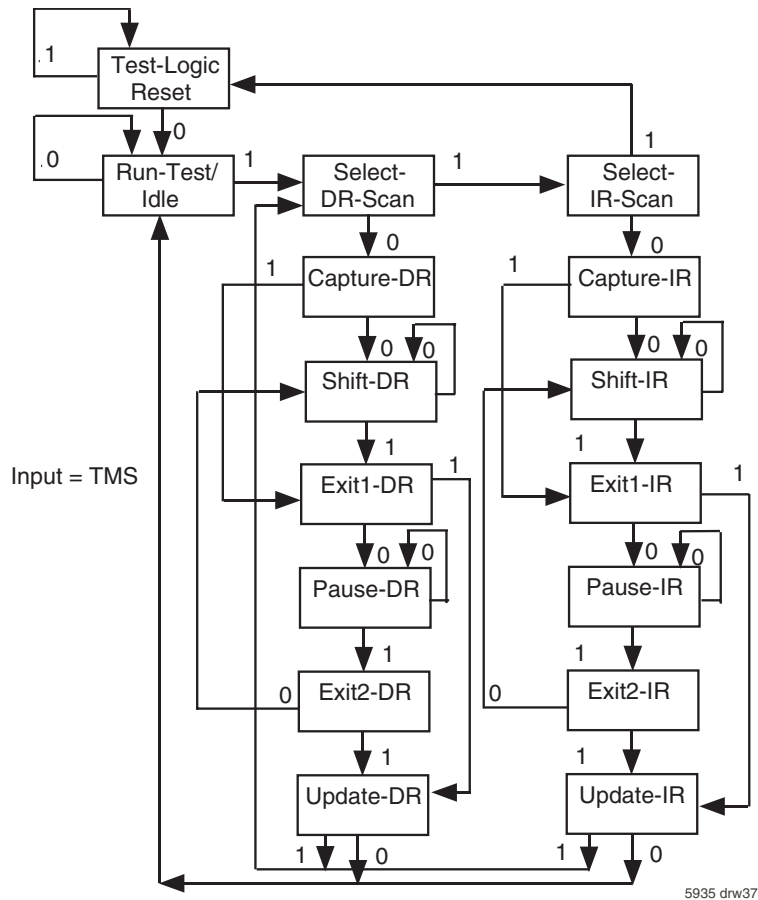 1
Test-Logic
Reset
0
1
0
Run-Test/
Idle
1
Select-
DR-Scan
1
Select-
IR-Scan
0
0
1
Capture-DR
1
Capture-IR
0
0
0
0
Shift-DR
Shift-IR
1
1
Input = TMS
Exit1-DR
1
Exit1-IR
1
0
0
0
0
Pause-DR
Pause-IR
1
1
0
Exit2-DR
0
Exit2-IR
1
1
Update-DR
Update-IR
1
0
1
0
5935 drw37